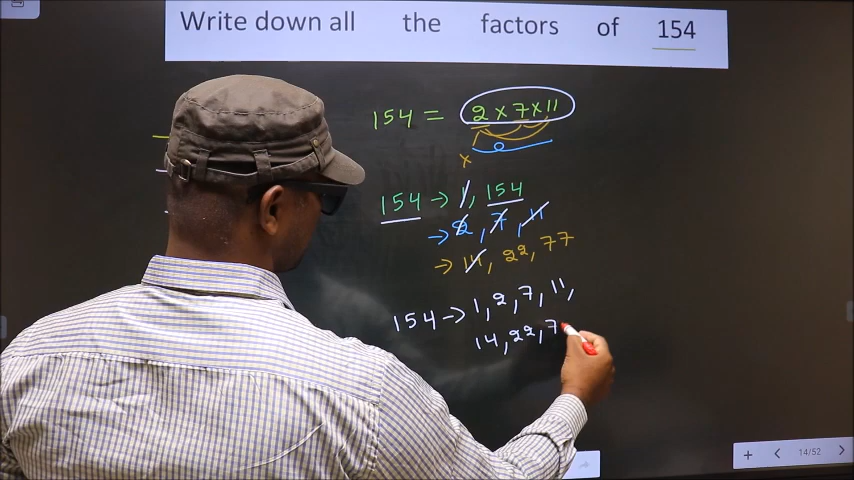 Write down all the factors of 154
154 = 2 x 7 x 11
x
154 → 1, 154
→ 2, 7, 11
→ 14, 22, 77
154 → 1, 2, 7, 11,
14, 22, 7
14/52